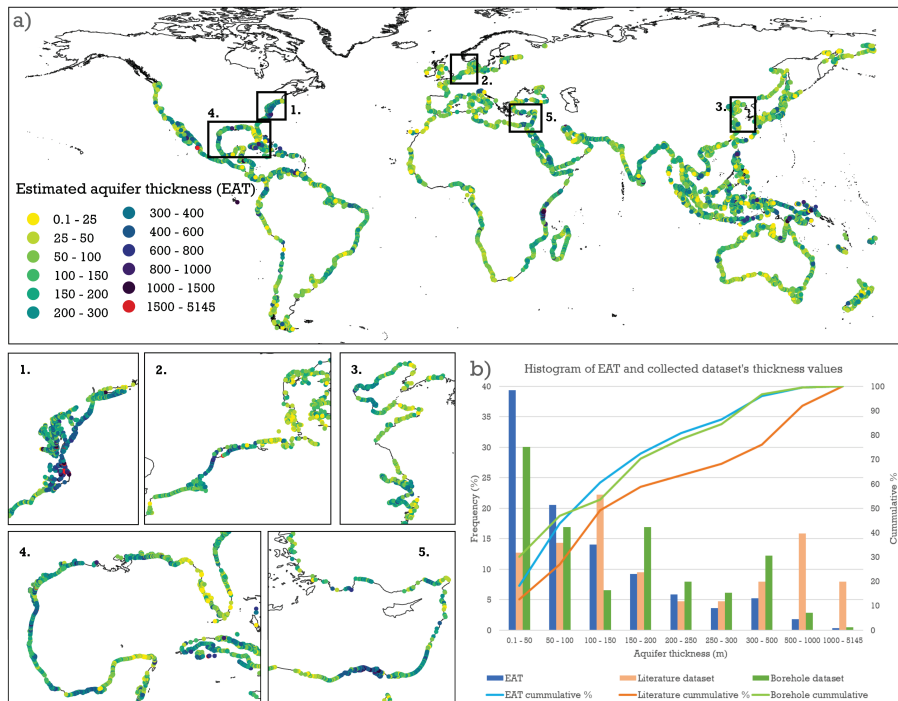 a)
1.
2.
3.
4.
5.
Estimated aquifer thickness (EAT)
0.1 - 25
25 - 50
50 - 100
100 - 150
150 - 200
200 - 300
300 - 400
400 - 600
600 - 800
800 - 1000
1000 - 1500
1500 - 5145
1.
2.
3.
4.
5.
b)
Histogram of EAT and collected dataset's thickness values
Frequency (%)
40
35
30
25
20
15
10
5
0
Cummulative %
100
90
80
70
60
50
40
30
20
10
0
0.1 - 50
50 - 100
100 - 150
150 - 200
200 - 250
250 - 300
300 - 500
500 - 1000
1000 - 5145
Aquifer thickness (m)
EAT
Literature dataset
Borehole dataset
EAT cummulative %
Literature cummulative %
Borehole cummulative